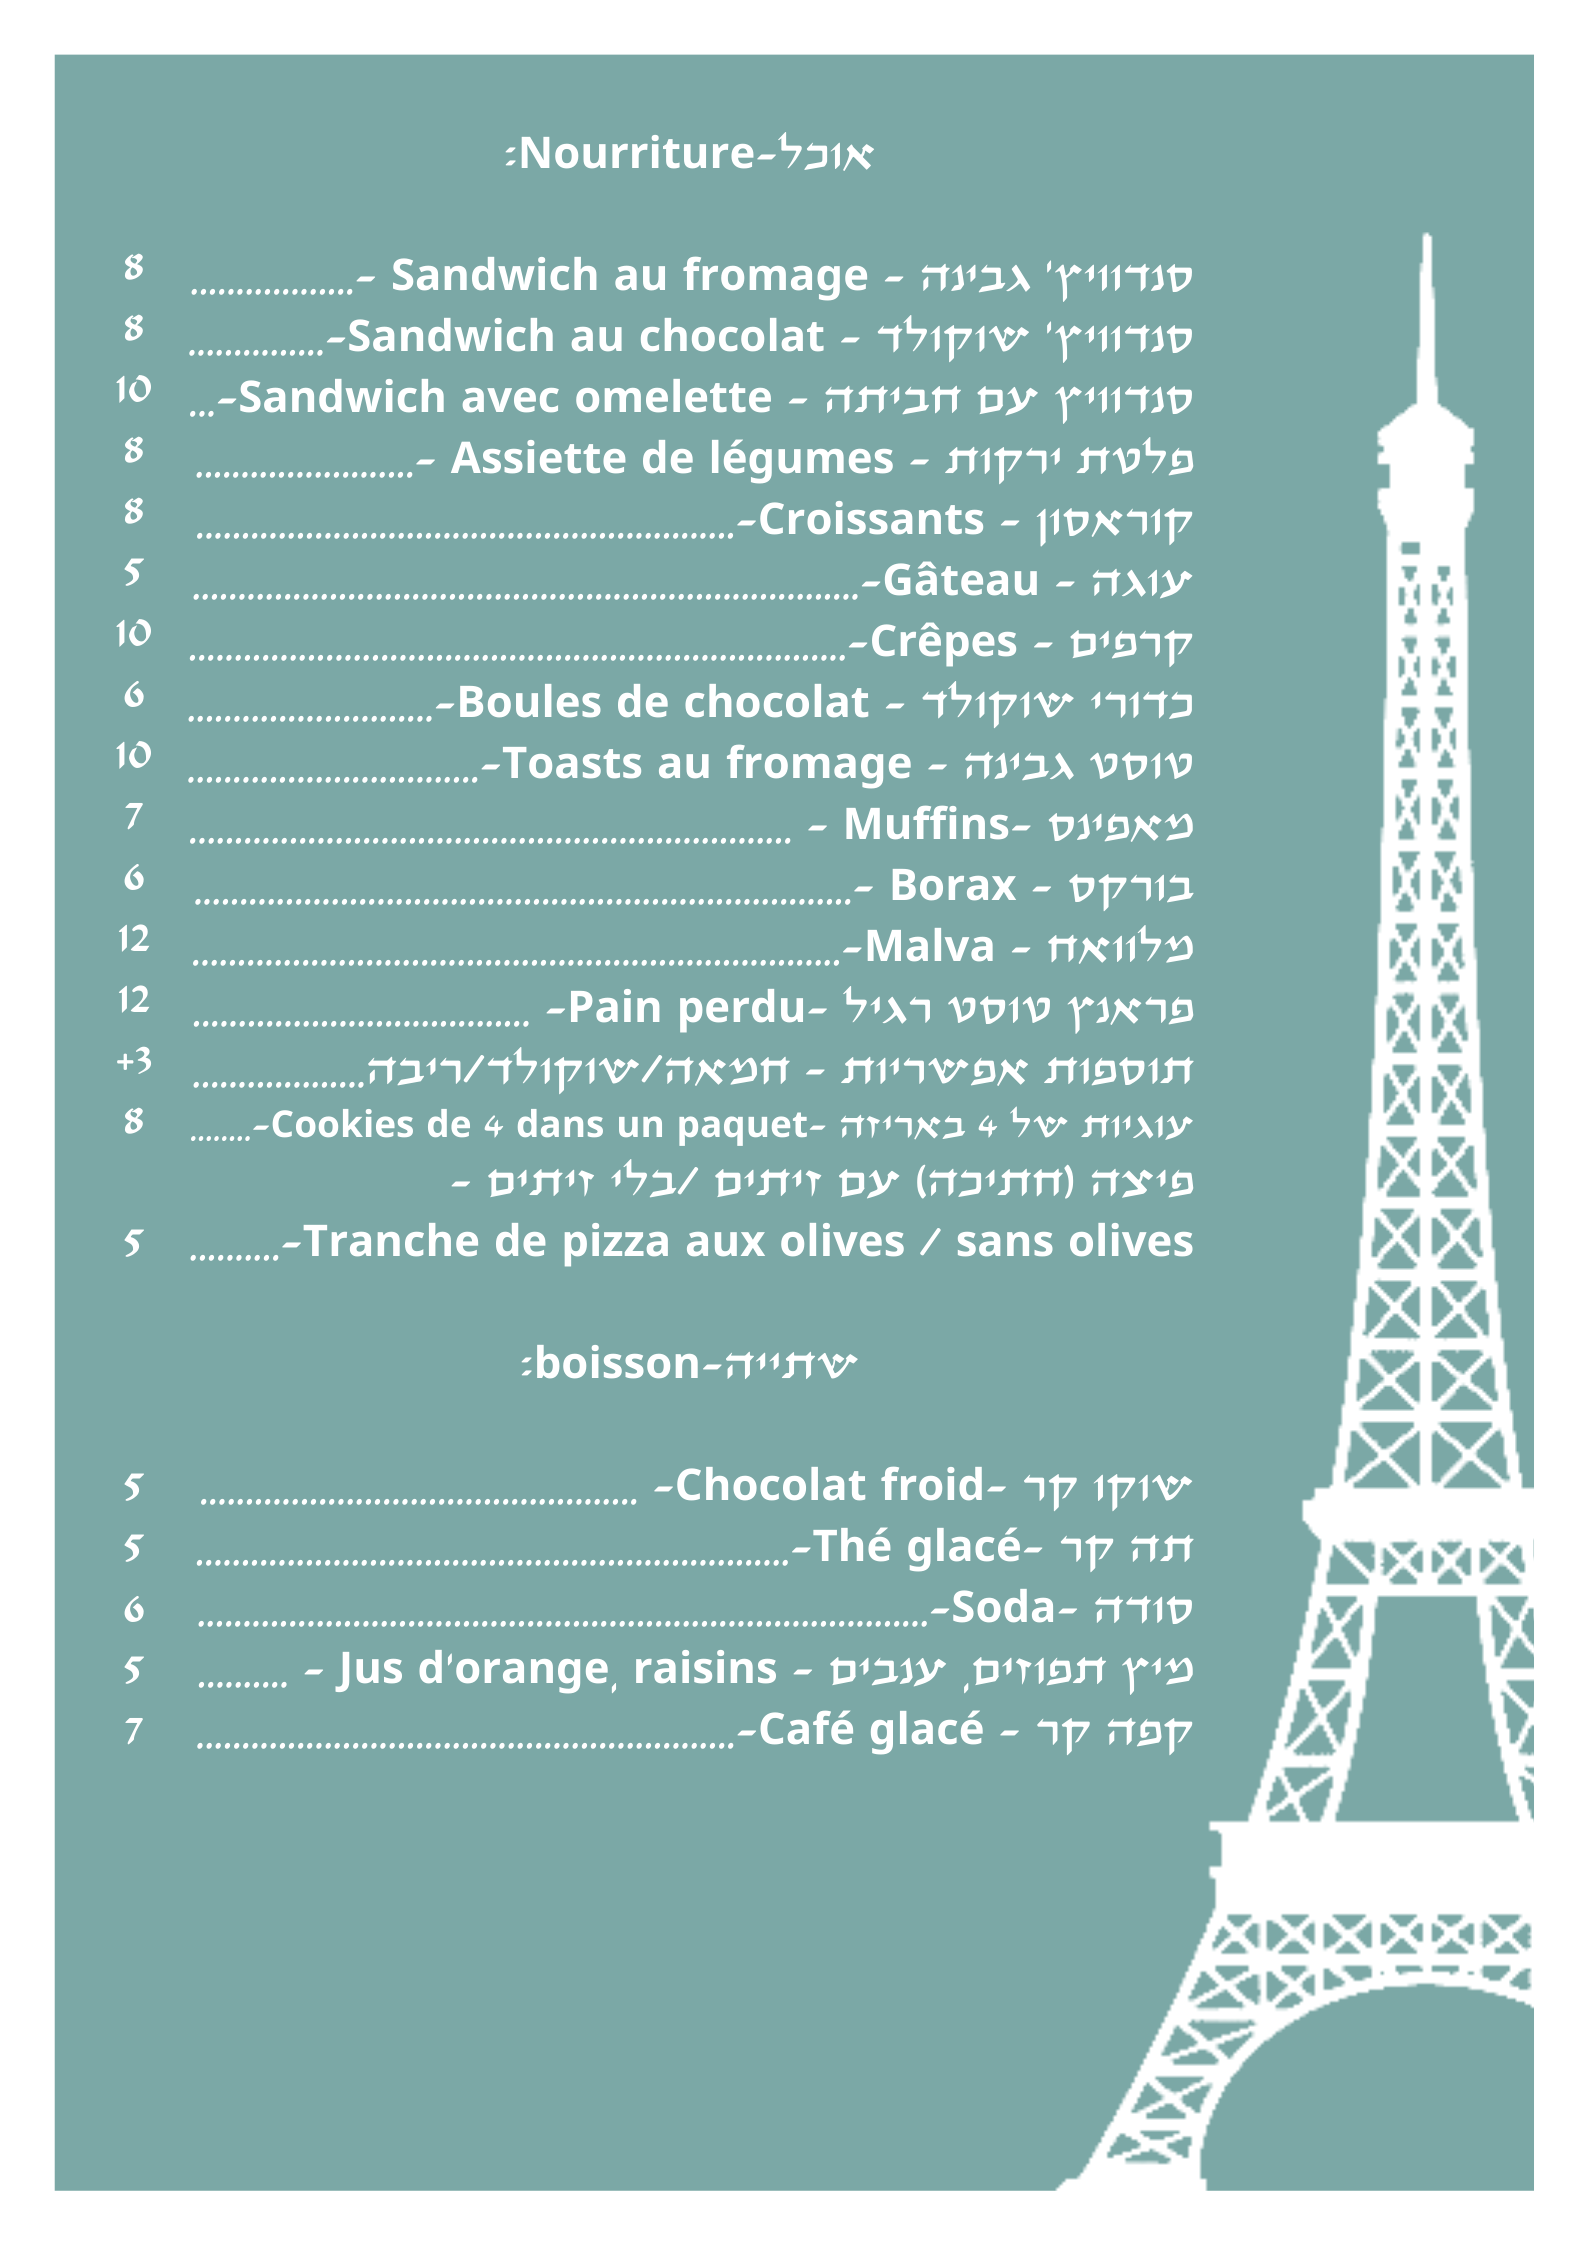 אוכל-Nourriture:
סנדוויץ' גבינה - Sandwich au fromage -.................. 8
סנדוויץ' שוקולד - Sandwich au chocolat-............... 8
סנדוויץ עם חביתה - Sandwich avec omelette-... 10
פלטת ירקות - Assiette de légumes -........................ 8
קוראסון - Croissants-............................................................ 8
עוגה - Gâteau-.......................................................................... 5
קרפים - Crêpes-......................................................................... 10
כדורי שוקולד - Boules de chocolat-........................... 6
טוסט גבינה - Toasts au fromage-................................ 10
מאפינס -Muffins - ................................................................... 7
בורקס - Borax -......................................................................... 6
מלוואח - Malva-........................................................................ 12
פראנץ טוסט רגיל -Pain perdu- ..................................... 12
תוספות אפשריות - חמאה/שוקולד/ריבה................... +3
עוגיות של 4 באריזה -Cookies de 4 dans un paquet-........ 8
פיצה (חתיכה) עם זיתים /בלי זיתים -
Tranche de pizza aux olives / sans olives-.......... 5
שתייה-boisson:
שוקו קר -Chocolat froid- ................................................ 5
תה קר -Thé glacé-.................................................................. 5
סודה -Soda-................................................................................. 6
מיץ תפוזים, ענבים - Jus d'orange, raisins - .......... 5
קפה קר - Café glacé-............................................................ 7